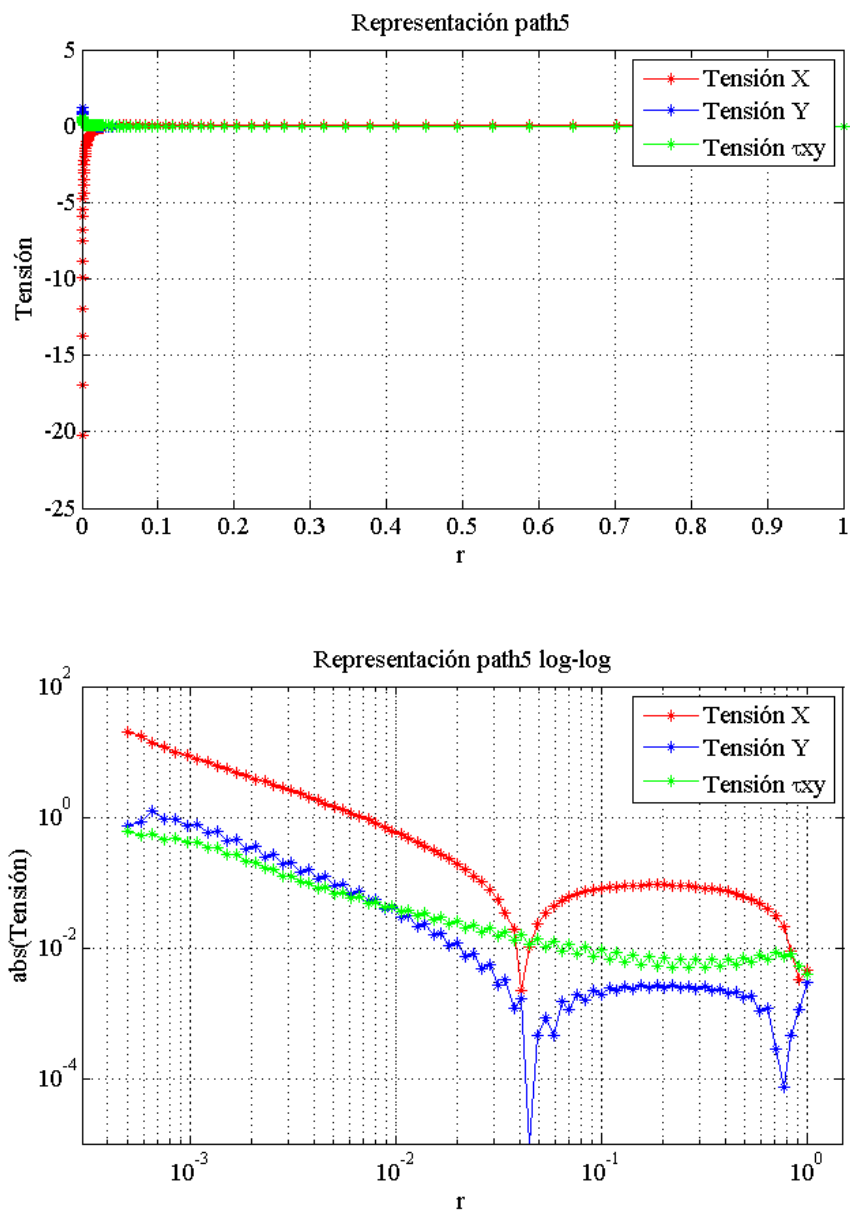 Representación path5
5
0
-5
-10
-15
-20
-25
Tensión
Tensión X
Tensión Y
Tensión τxy
0 0.1 0.2 0.3 0.4 0.5 0.6 0.7 0.8 0.9 1
r
Representación path5 log-log
10^2
10^0
10^-2
10^-4
abs(Tensión)
Tensión X
Tensión Y
Tensión τxy
10^-3 10^-2 10^-1 10^0
r